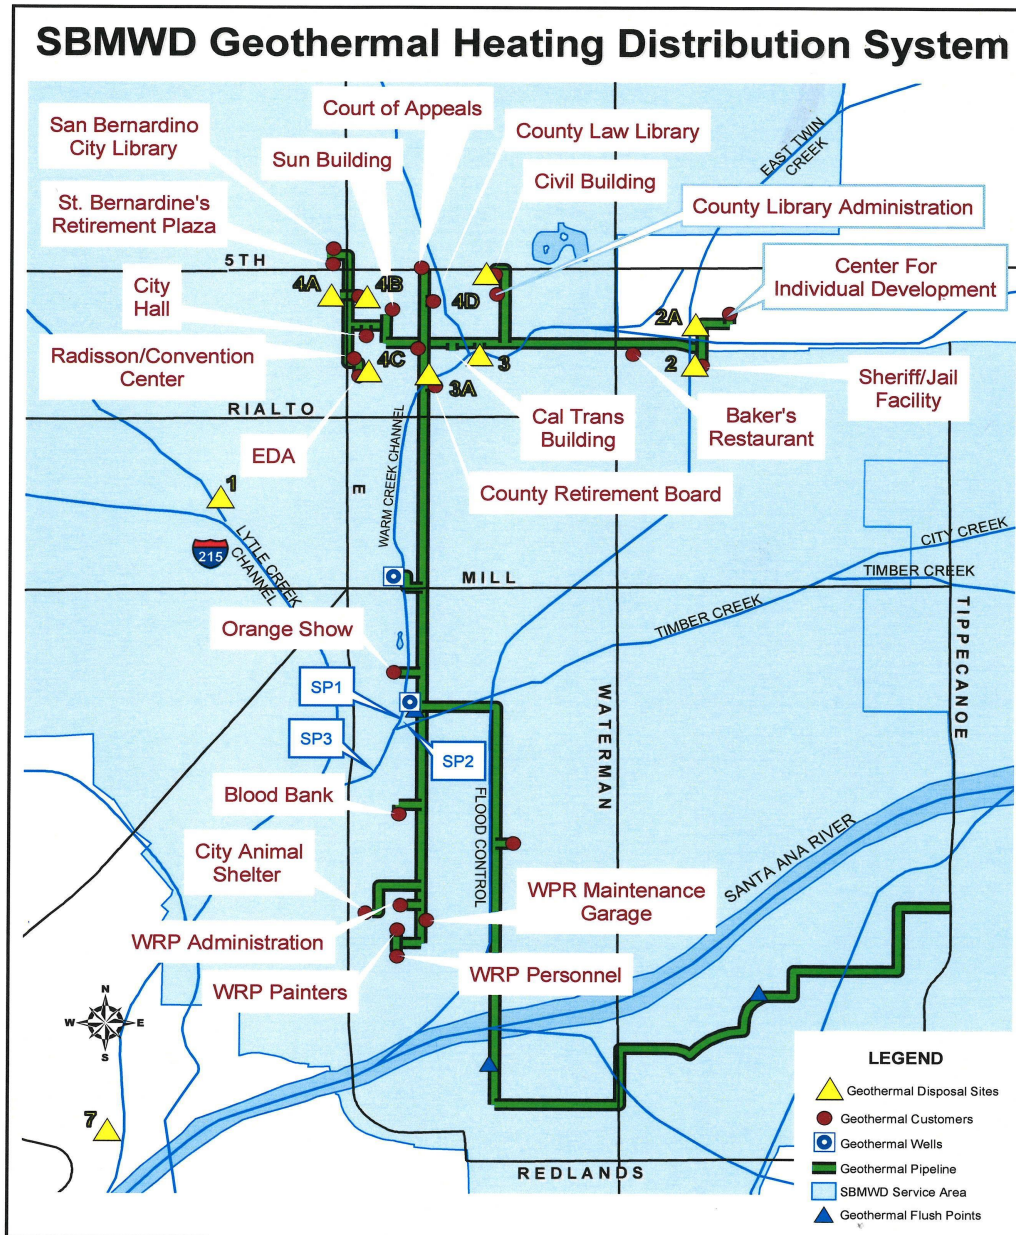 SBMWD Geothermal Heating Distribution System
San Bernardino
City Library
Court of Appeals
Sun Building
County Law Library
Civil Building
EAST TWIN
CREEK
St. Bernardine's
Retirement Plaza
County Library Administration
5TH
Center For
Individual Development
City
Hall
4A
4B
4D
2A
Radisson/Convention
Center
4C
3
2
3A
Sheriff/Jail
Facility
RIALTO
Cal Trans
Building
Baker's
Restaurant
EDA
County Retirement Board
E
WARM CREEK CHANNEL
1
LYTLE CREEK
CHANNEL
215
CITY CREEK
MILL
TIMBER CREEK
TIMBER CREEK
TIPPECANOE
Orange Show
SP1
WATERMAN
SP3
SP2
Blood Bank
FLOOD CONTROL
SANTA ANA RIVER
City Animal
Shelter
WPR Maintenance
Garage
WRP Administration
WRP Personnel
WRP Painters
N
W
E
S
7
REDLANDS
LEGEND
Geothermal Disposal Sites
Geothermal Customers
Geothermal Wells
Geothermal Pipeline
SBMWD Service Area
Geothermal Flush Points